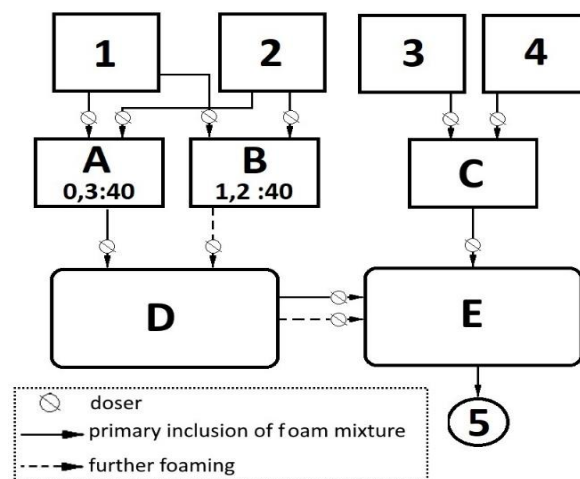 1
2
3
4
A
0,3:40
B
1,2 :40
C
D
E
5
doser
primary inclusion of foam mixture
further foaming